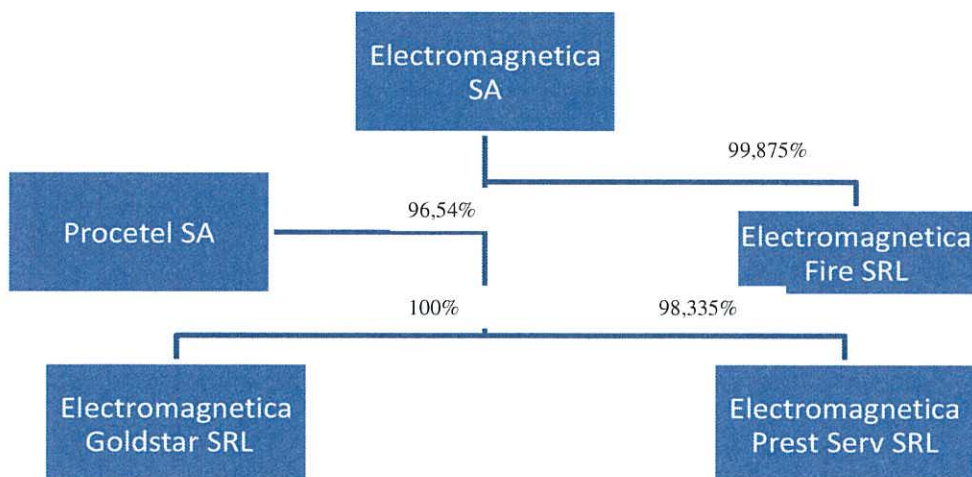 Electromagnetica
SA
99,875%
96,54%
Procetel SA
Electromagnetica
Fire SRL
100%
98,335%
Electromagnetica
Goldstar SRL
Electromagnetica
Prest Serv SRL